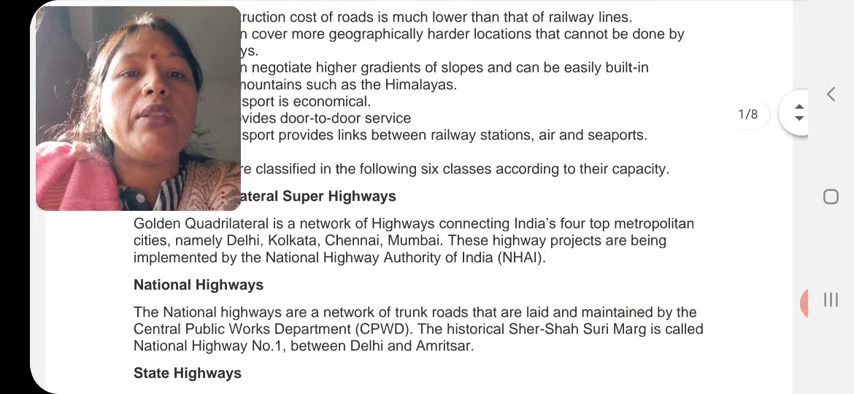 ruction cost of roads is much lower than that of railway lines.
n cover more geographically harder locations that cannot be done by
ys.
n negotiate higher gradients of slopes and can be easily built-in
mountains such as the Himalayas.
sport is economical.
vides door-to-door service
sport provides links between railway stations, air and seaports.
1/8
re classified in the following six classes according to their capacity.
lateral Super Highways
Golden Quadrilateral is a network of Highways connecting India's four top metropolitan
cities, namely Delhi, Kolkata, Chennai, Mumbai. These highway projects are being
implemented by the National Highway Authority of India (NHAI).
National Highways
The National highways are a network of trunk roads that are laid and maintained by the
Central Public Works Department (CPWD). The historical Sher-Shah Suri Marg is called
National Highway No.1, between Delhi and Amritsar.
State Highways